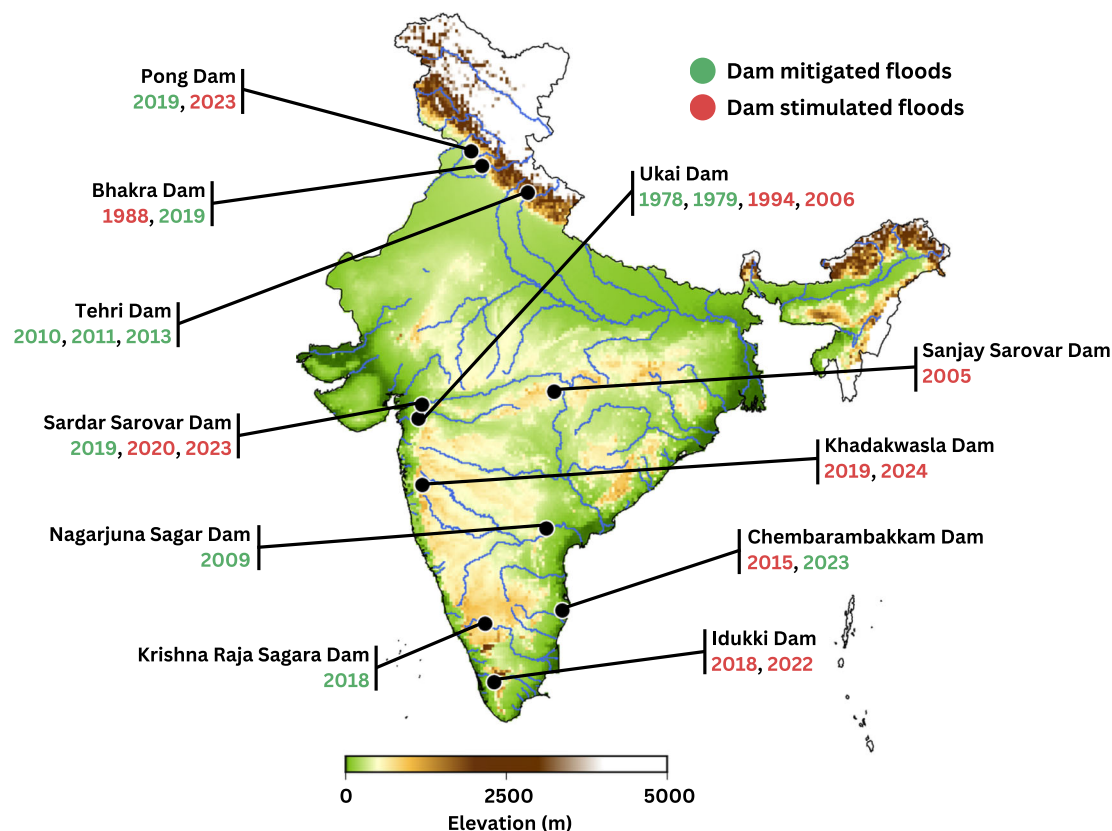 Dam mitigated floods
Dam stimulated floods
Pong Dam
2019, 2023
Bhakra Dam
1988, 2019
Tehri Dam
2010, 2011, 2013
Sardar Sarovar Dam
2019, 2020, 2023
Nagarjuna Sagar Dam
2009
Krishna Raja Sagara Dam
2018
Ukai Dam
1978, 1979, 1994, 2006
Sanjay Sarovar Dam
2005
Khadakwasla Dam
2019, 2024
Chembarambakkam Dam
2015, 2023
Idukki Dam
2018, 2022
0 2500 5000
Elevation (m)